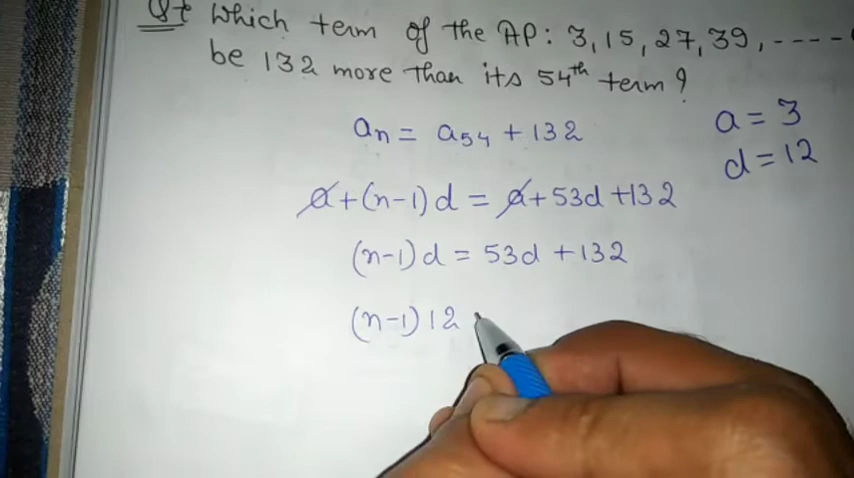 Q↑ Which term of the AP: 3, 15, 27, 39, -----
be 132 more than its 54th term?
an = a54 + 132
a = 3
d = 12
a + (n-1)d = a + 53d + 132
(n-1)d = 53d + 132
(n-1) 12